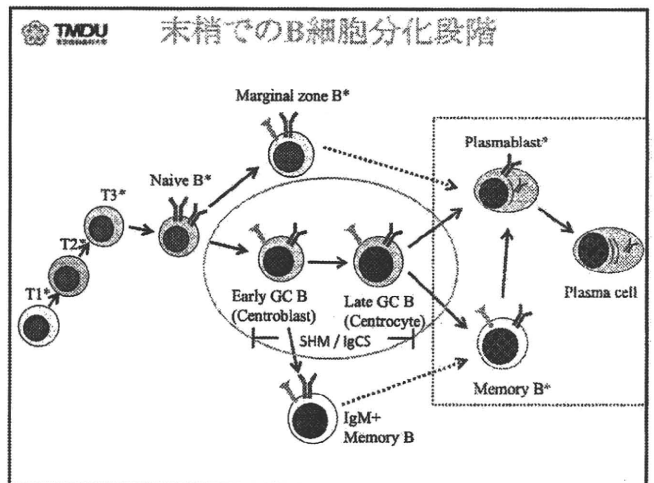 TMDU
末梢でのB細胞分化段階
Marginal zone B*
Plasmablast*
Naive B*
T3*
T2*
T1*
Early GC B
(Centroblast)
Late GC B
(Centrocyte)
SHM / IgCS
Plasma cell
Memory B*
IgM+
Memory B